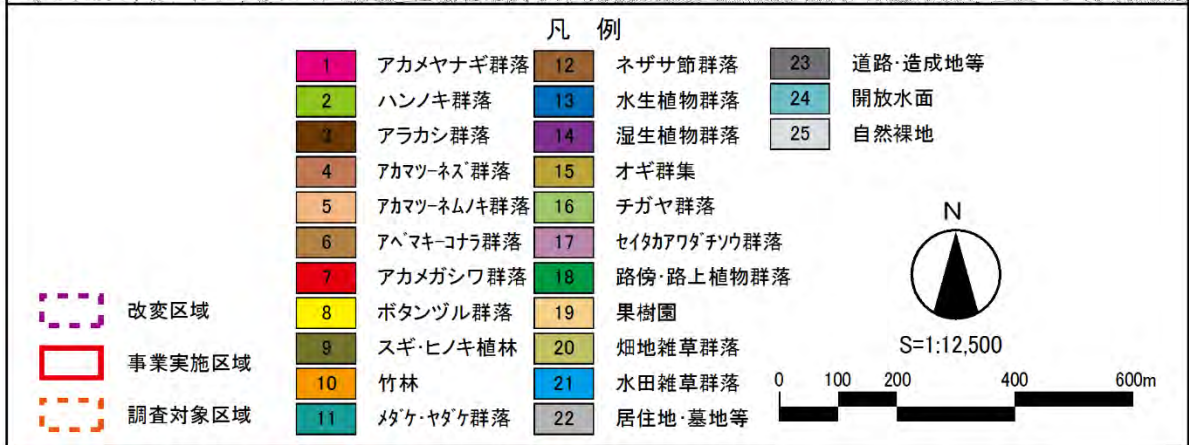 凡 例
1 アカメヤナギ群落
2 ハンノキ群落
3 アラカシ群落
4 アカマツーネズ群落
5 アカマツーネムノキ群落
6 アベマキーコナラ群落
7 アカメガシワ群落
8 ボタンヅル群落
9 スギ・ヒノキ植林
10 竹林
11 メダケ・ヤダケ群落
12 ネザサ節群落
13 水生植物群落
14 湿生植物群落
15 オギ群集
16 チガヤ群落
17 セイタカアワダチソウ群落
18 路傍・路上植物群落
19 果樹園
20 畑地雑草群落
21 水田雑草群落
22 居住地・墓地等
23 道路・造成地等
24 開放水面
25 自然裸地
改変区域
事業実施区域
調査対象区域
N
S=1:12,500
0 100 200 400 600m